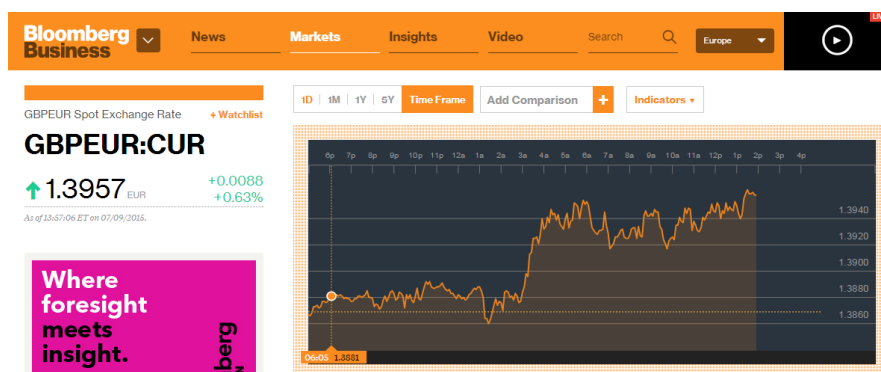 Bloomberg
Business
News
Markets
Insights
Video
Search
Europe
GBPEUR Spot Exchange Rate
+ Watchlist
GBPEUR:CUR
1.3957 EUR
+0.0088
+0.63%
As of 13:57:06 ET on 07/09/2015.
1D 1M 1Y 5Y Time Frame
Add Comparison +
Indicators
6p 7p 8p 9p 10p 11p 12a 1a 2a 3a 4a 5a 6a 7a 8a 9a 10a 11a 12p 1p 2p 3p 4p
1.3940
1.3920
1.3900
1.3880
1.3860
06:05 1.3881
Where
foresight
meets
insight.